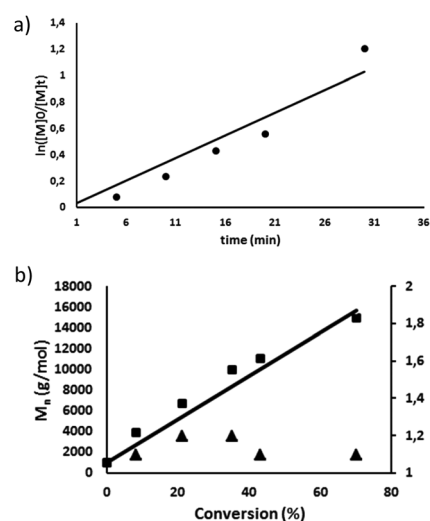 a)
1,4
1,2
1
0,8
0,6
0,4
0,2
0
ln([M]0/[M]t)
1 6 11 16 21 26 31 36
time (min)
b)
18000 2
16000
14000 1,8
12000
10000 1,6
8000
6000 1,4
4000 1,2
2000
0 1
Mn (g/mol)
0 20 40 60 80
Conversion (%)